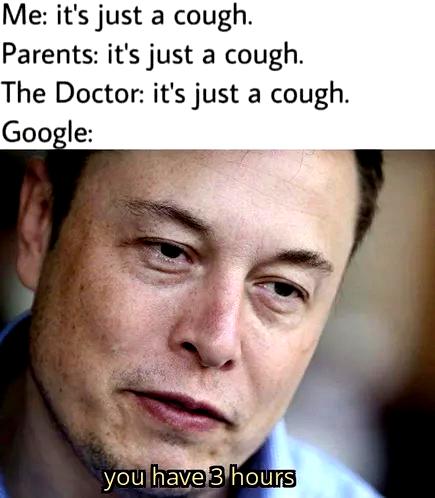 Me: it's just a cough.
Parents: it's just a cough.
The Doctor: it's just a cough.
Google:
you have 3 hours